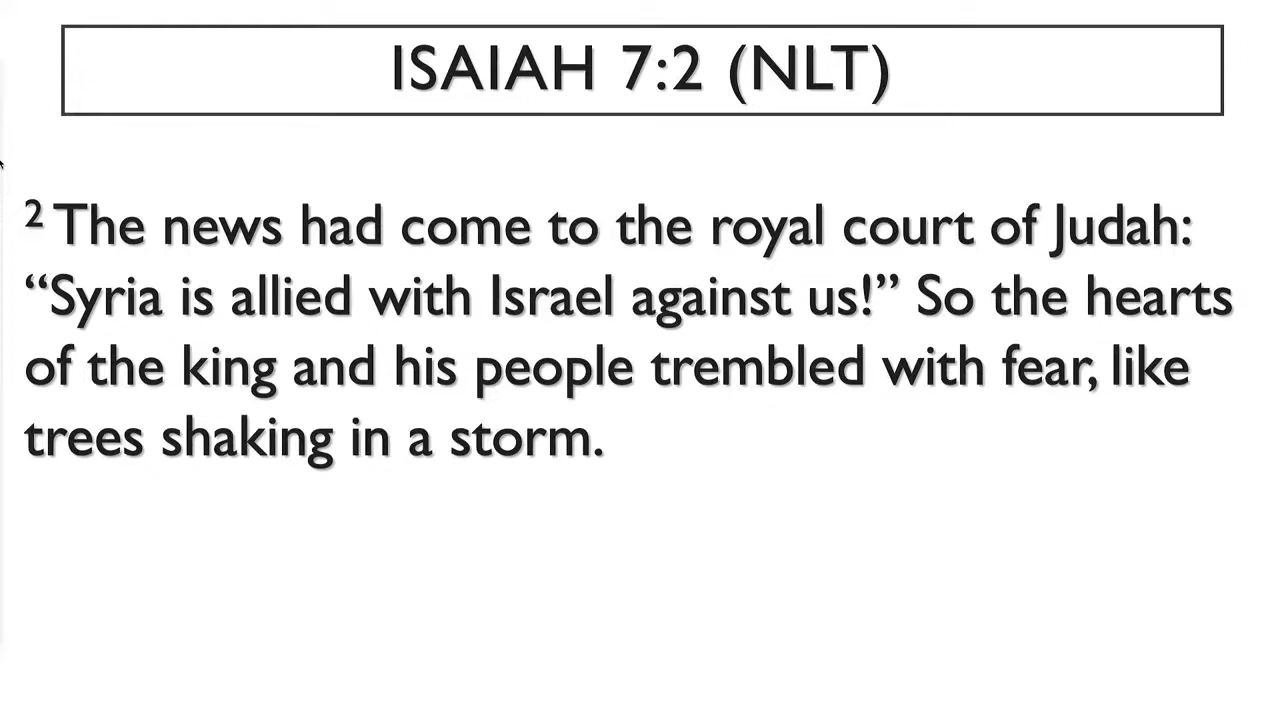 ISAIAH 7:2 (NLT)
2 The news had come to the royal court of Judah:
“Syria is allied with Israel against us!” So the hearts
of the king and his people trembled with fear, like
trees shaking in a storm.